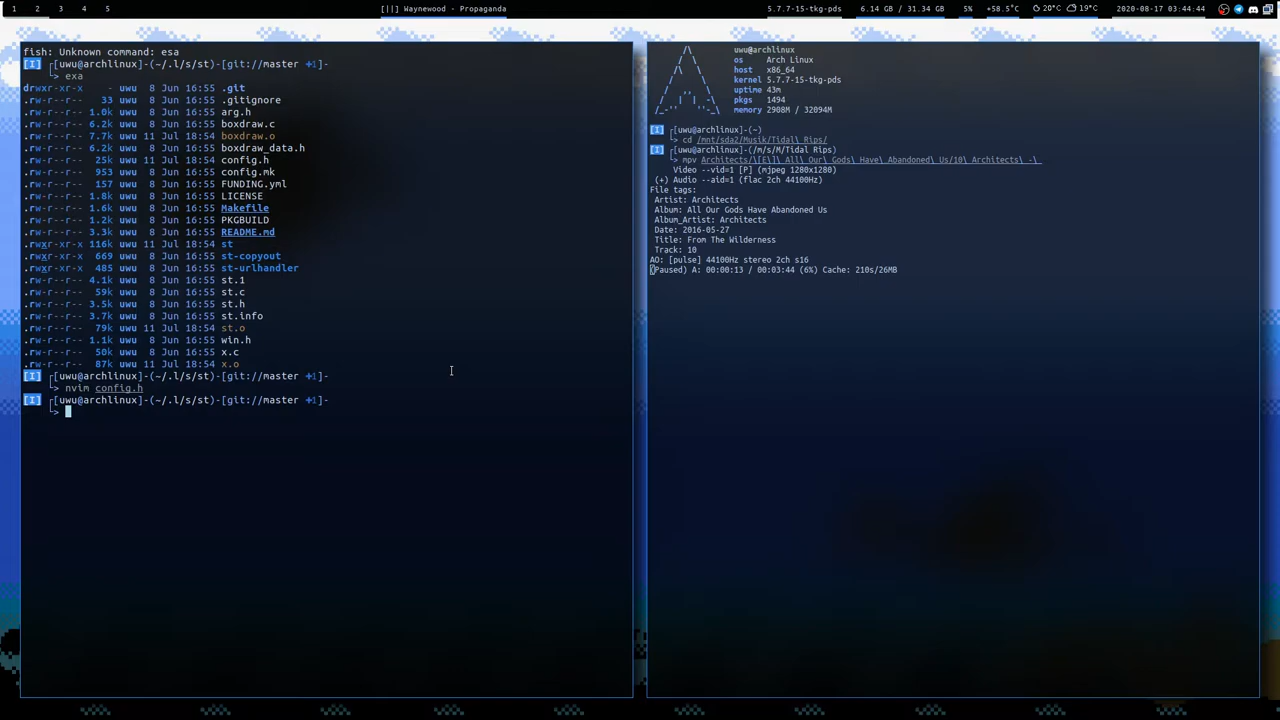 1 2 3 4 5 [||] Waynewood - Propaganda 5.7.7-15-tkg-pds 6.14 GB / 31.34 GB 5% +58.5°C 20°C 19°C 2020-08-17 03:44:44
fish: Unknown command: esa
[I] ┌[uwu@archlinux]-(~/.l/s/st)-[git://master +1]-
└> exa
drwxr-xr-x - uwu 8 Jun 16:55 .git
.rw-r--r-- 33 uwu 8 Jun 16:55 .gitignore
.rw-r--r-- 1.0k uwu 8 Jun 16:55 arg.h
.rw-r--r-- 6.2k uwu 8 Jun 16:55 boxdraw.c
.rw-r--r-- 7.7k uwu 11 Jul 18:54 boxdraw.o
.rw-r--r-- 6.2k uwu 8 Jun 16:55 boxdraw_data.h
.rw-r--r-- 25k uwu 8 Jun 16:55 config.h
.rw-r--r-- 953 uwu 8 Jun 16:55 config.mk
.rw-r--r-- 157 uwu 8 Jun 16:55 FUNDING.yml
.rw-r--r-- 1.8k uwu 8 Jun 16:55 LICENSE
.rw-r--r-- 1.6k uwu 8 Jun 16:55 Makefile
.rw-r--r-- 1.2k uwu 8 Jun 16:55 PKGBUILD
.rw-r--r-- 3.3k uwu 8 Jun 16:55 README.md
.rwxr-xr-x 116k uwu 11 Jul 18:54 st
.rwxr-xr-x 669 uwu 8 Jun 16:55 st-copyout
.rwxr-xr-x 485 uwu 8 Jun 16:55 st-urlhandler
.rw-r--r-- 4.1k uwu 8 Jun 16:55 st.1
.rw-r--r-- 59k uwu 8 Jun 16:55 st.c
.rw-r--r-- 3.5k uwu 8 Jun 16:55 st.h
.rw-r--r-- 3.7k uwu 8 Jun 16:55 st.info
.rw-r--r-- 79k uwu 11 Jul 18:54 st.o
.rw-r--r-- 1.1k uwu 8 Jun 16:55 win.h
.rw-r--r-- 50k uwu 8 Jun 16:55 x.c
.rw-r--r-- 87k uwu 11 Jul 18:54 x.o
[I] ┌[uwu@archlinux]-(~/.l/s/st)-[git://master +1]-
└> nvim config.h
[I] ┌[uwu@archlinux]-(~/.l/s/st)-[git://master +1]-
└>
uwu@archlinux
os Arch Linux
host x86_64
kernel 5.7.7-15-tkg-pds
uptime 43m
pkgs 1494
memory 2908M / 32094M
[I] ┌[uwu@archlinux]-(~)
└> cd /mnt/sda2/Musik/Tidal\ Rips/
[I] ┌[uwu@archlinux]-(/m/s/M/Tidal Rips)
└> mpv Architects/\[E\]\ All\ Our\ Gods\ Have\ Abandoned\ Us/10\ Architects\ -\
Video --vid=1 [P] (mjpeg 1280x1280)
(+) Audio --aid=1 (flac 2ch 44100Hz)
File tags:
Artist: Architects
Album: All Our Gods Have Abandoned Us
Album_Artist: Architects
Date: 2016-05-27
Title: From The Wilderness
Track: 10
AO: [pulse] 44100Hz stereo 2ch s16
(Paused) A: 00:00:13 / 00:03:44 (6%) Cache: 210s/26MB